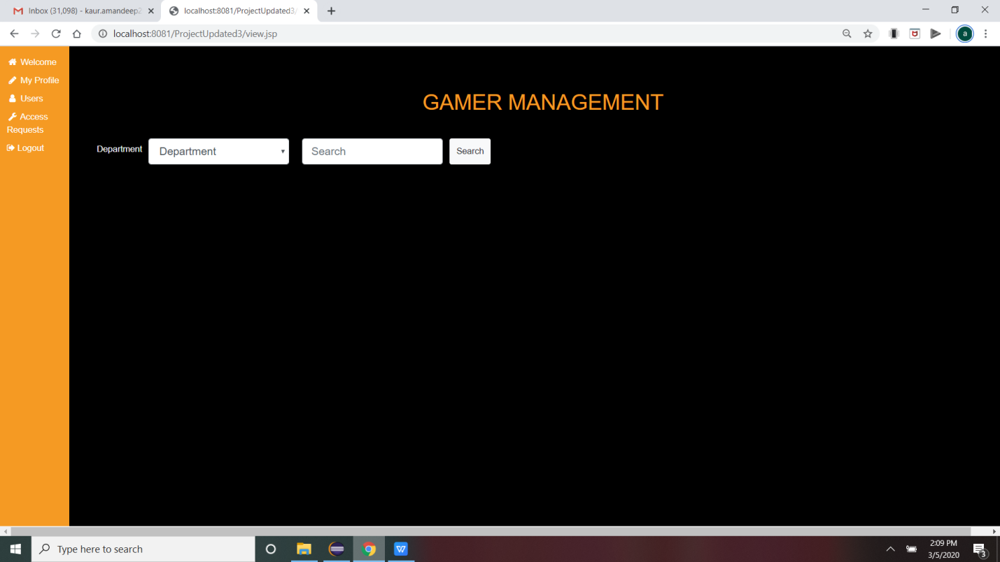 Inbox (31,098) - kaur.amandeep2
localhost:8081/ProjectUpdated3/
localhost:8081/ProjectUpdated3/view.jsp
a
Welcome
My Profile
Users
Access
Requests
Logout
GAMER MANAGEMENT
Department
Department
Search
Search
Type here to search
W
2:09 PM
3/5/2020
3